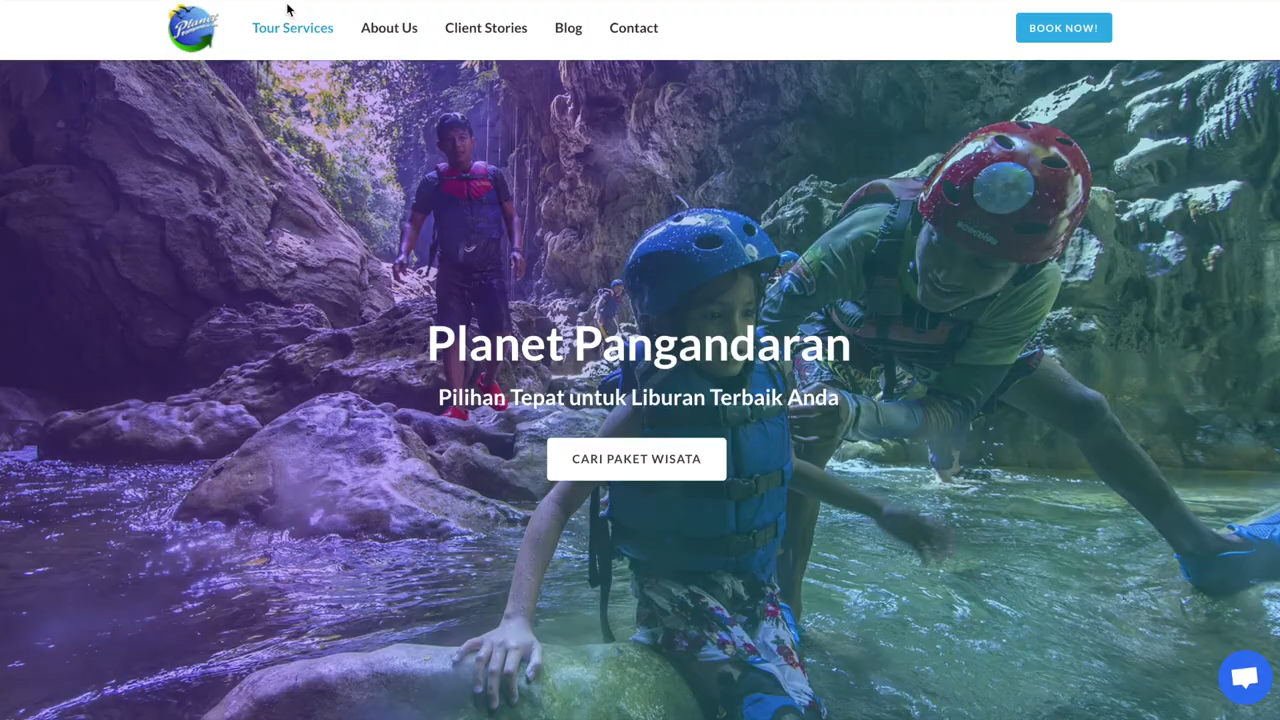 Planet
Tour Services
About Us
Client Stories
Blog
Contact
BOOK NOW!
Planet Pangandaran
Pilihan Tepat untuk Liburan Terbaik Anda
CARI PAKET WISATA